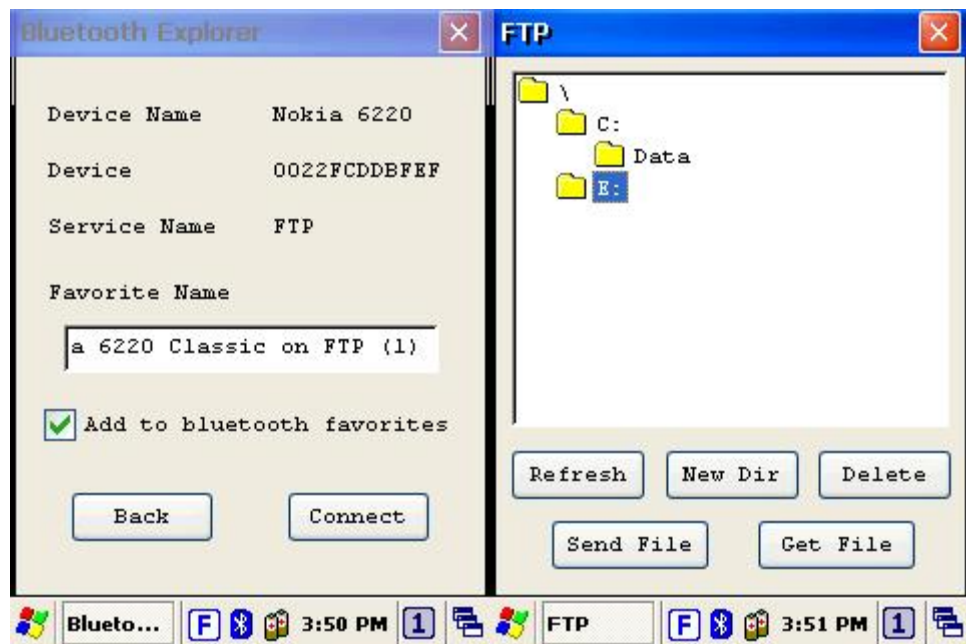 Bluetooth Explorer
Device Name Nokia 6220
Device 0022FCDDBFEF
Service Name FTP
Favorite Name
a 6220 Classic on FTP (1)
Add to bluetooth favorites
Back Connect
Blueto... F 3:50 PM 1
FTP
\
C:
Data
E:
Refresh New Dir Delete
Send File Get File
FTP F 3:51 PM 1